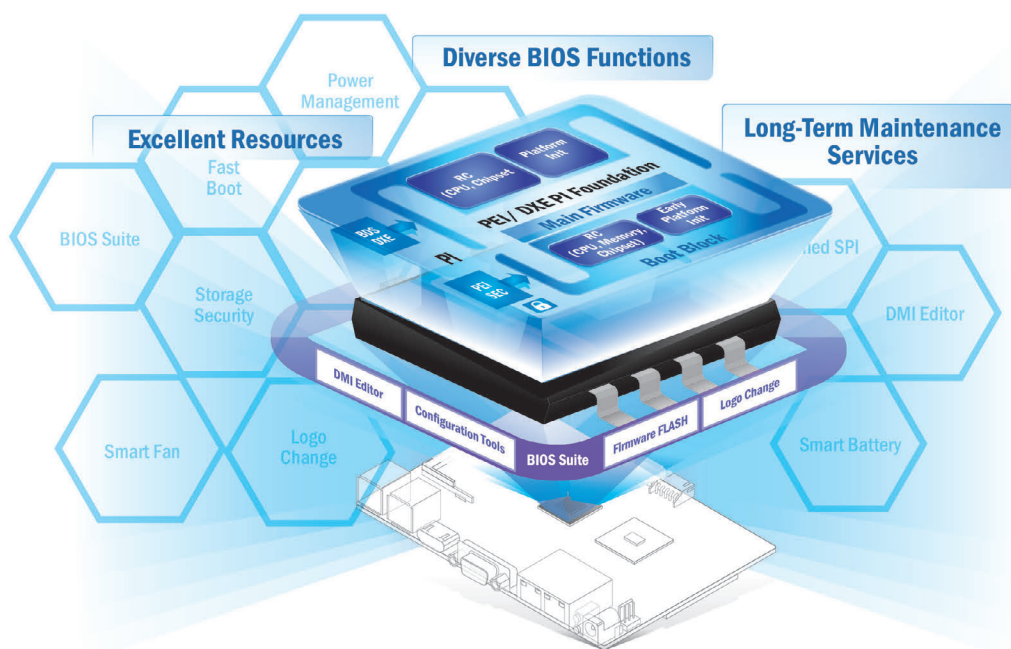 Diverse BIOS Functions
Power
Management
Excellent Resources
Long-Term Maintenance
Services
Fast
Boot
BIOS Suite
Storage
Security
Smart Fan
Logo
Change
SPI
DMI Editor
Smart Battery
RC
(CPU, Chipset
Platform
Init
PEI/ DXE PI Foundation
Main Firmware
BDS
DXE
PI
RC
(CPU, Memory,
Chipset)
Early
Platform
Init
Boot Block
PEI
SEC
DMI Editor
Configuration Tools
BIOS Suite
Firmware FLASH
Logo Change